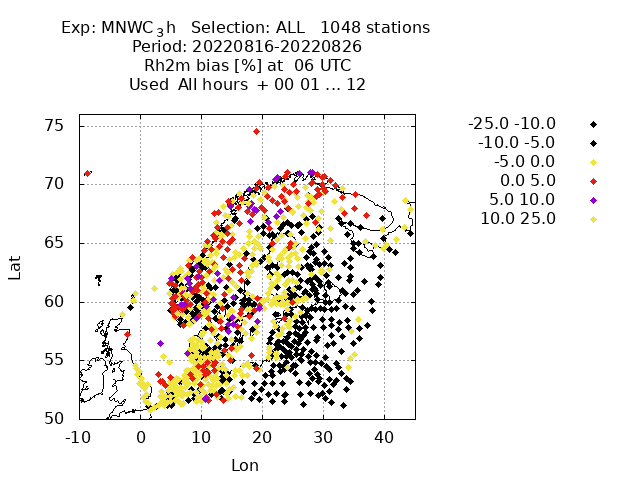 Exp: MNWC_3h Selection: ALL 1048 stations
Period: 20220816-20220826
Rh2m bias [%] at 06 UTC
Used All hours + 00 01 ... 12
-25.0 -10.0
-10.0 -5.0
-5.0 0.0
0.0 5.0
5.0 10.0
10.0 25.0
75
70
65
60
55
50
Lat
-10 0 10 20 30 40
Lon